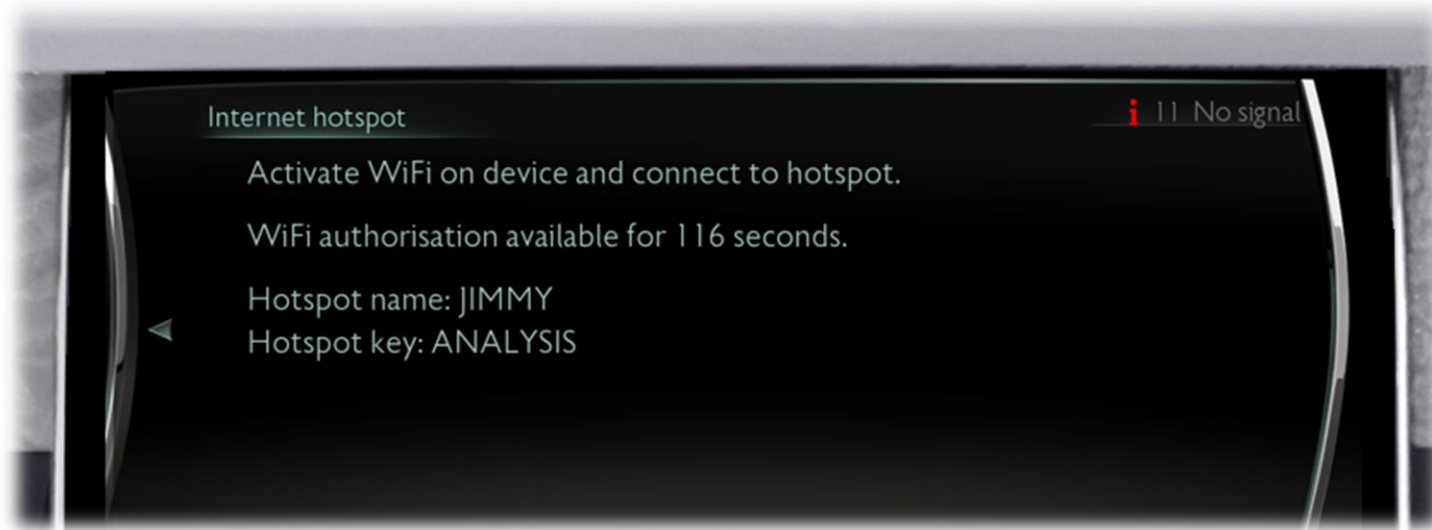 Internet hotspot
i 11 No signal
Activate WiFi on device and connect to hotspot.
WiFi authorisation available for 116 seconds.
Hotspot name: JIMMY
Hotspot key: ANALYSIS